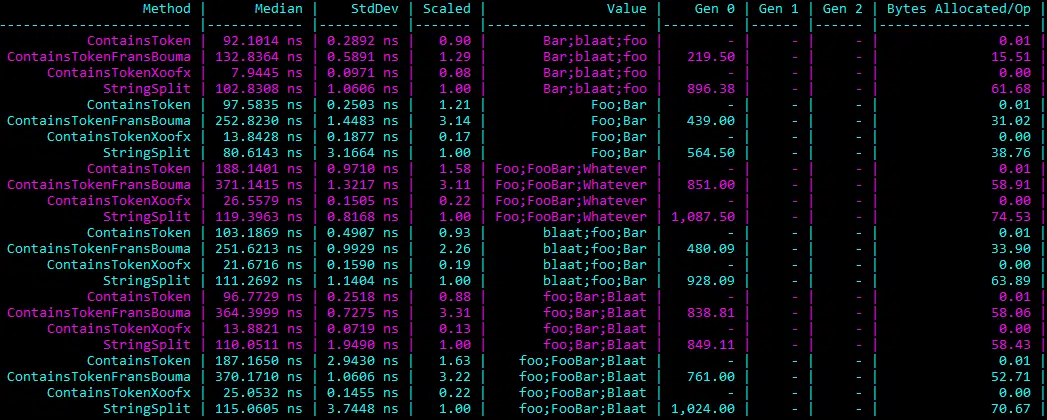 Method | Median | StdDev | Scaled | Value | Gen 0 | Gen 1 | Gen 2 | Bytes Allocated/Op |
---------------------- |------------ |---------- |------- |-------------------- |--------- |------ |------ |------------------- |
ContainsToken | 92.1014 ns | 0.2892 ns | 0.90 | Bar;blaat;foo | - | - | - | 0.01 |
ContainsTokenFransBouma | 132.8364 ns | 0.5891 ns | 1.29 | Bar;blaat;foo | 219.50 | - | - | 15.51 |
ContainsTokenXoofx | 7.9445 ns | 0.0971 ns | 0.08 | Bar;blaat;foo | - | - | - | 0.00 |
StringSplit | 102.8308 ns | 1.0606 ns | 1.00 | Bar;blaat;foo | 896.38 | - | - | 61.68 |
ContainsToken | 97.5835 ns | 0.2503 ns | 1.21 | Foo;Bar | - | - | - | 0.01 |
ContainsTokenFransBouma | 252.8230 ns | 1.4483 ns | 3.14 | Foo;Bar | 439.00 | - | - | 31.02 |
ContainsTokenXoofx | 13.8428 ns | 0.1877 ns | 0.17 | Foo;Bar | - | - | - | 0.00 |
StringSplit | 80.6143 ns | 3.1664 ns | 1.00 | Foo;Bar | 564.50 | - | - | 38.76 |
ContainsToken | 188.1401 ns | 0.9710 ns | 1.58 | Foo;FooBar;Whatever | - | - | - | 0.01 |
ContainsTokenFransBouma | 371.1415 ns | 1.3217 ns | 3.11 | Foo;FooBar;Whatever | 851.00 | - | - | 58.91 |
ContainsTokenXoofx | 26.5579 ns | 0.1505 ns | 0.22 | Foo;FooBar;Whatever | - | - | - | 0.00 |
StringSplit | 119.3963 ns | 0.8168 ns | 1.00 | Foo;FooBar;Whatever | 1,087.50 | - | - | 74.53 |
ContainsToken | 103.1869 ns | 0.4907 ns | 0.93 | blaat;foo;Bar | - | - | - | 0.01 |
ContainsTokenFransBouma | 251.6213 ns | 0.9929 ns | 2.26 | blaat;foo;Bar | 480.09 | - | - | 33.90 |
ContainsTokenXoofx | 21.6716 ns | 0.1590 ns | 0.19 | blaat;foo;Bar | - | - | - | 0.00 |
StringSplit | 111.2692 ns | 1.1404 ns | 1.00 | blaat;foo;Bar | 928.09 | - | - | 63.89 |
ContainsToken | 96.7729 ns | 0.2518 ns | 0.88 | foo;Bar;Blaat | - | - | - | 0.01 |
ContainsTokenFransBouma | 364.3999 ns | 0.7275 ns | 3.31 | foo;Bar;Blaat | 838.81 | - | - | 58.06 |
ContainsTokenXoofx | 13.8821 ns | 0.0719 ns | 0.13 | foo;Bar;Blaat | - | - | - | 0.00 |
StringSplit | 110.0511 ns | 1.9490 ns | 1.00 | foo;Bar;Blaat | 849.11 | - | - | 58.43 |
ContainsToken | 187.1650 ns | 2.9430 ns | 1.63 | foo;FooBar;Blaat | - | - | - | 0.01 |
ContainsTokenFransBouma | 370.1710 ns | 1.0606 ns | 3.22 | foo;FooBar;Blaat | 761.00 | - | - | 52.71 |
ContainsTokenXoofx | 25.0532 ns | 0.1455 ns | 0.22 | foo;FooBar;Blaat | - | - | - | 0.00 |
StringSplit | 115.0605 ns | 3.7448 ns | 1.00 | foo;FooBar;Blaat | 1,024.00 | - | - | 70.67 |